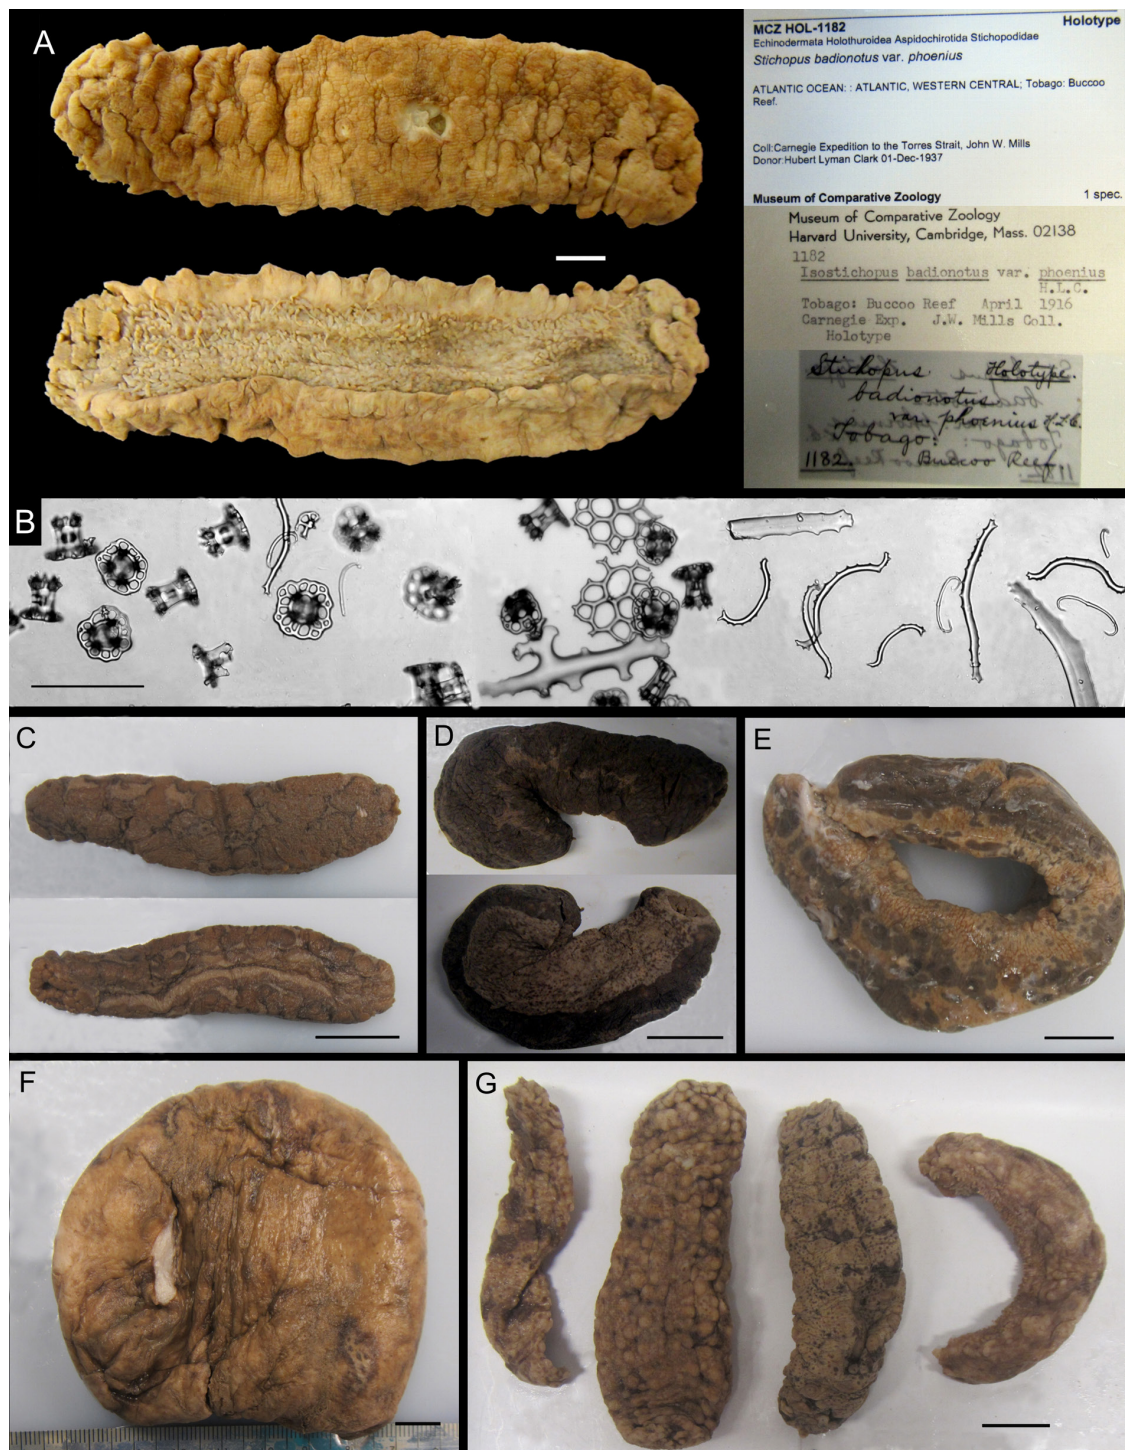 A
MCZ HOL-1182 Holotype
Echinodermata Holothuroidea Aspidochirotida Stichopodidae
Stichopus badionotus var. phoenius
ATLANTIC OCEAN: : ATLANTIC, WESTERN CENTRAL; Tobago: Buccoo
Reef.
Coll:Carnegie Expedition to the Torres Strait, John W. Mills
Donor:Hubert Lyman Clark 01-Dec-1937
Museum of Comparative Zoology 1 spec.
Museum of Comparative Zoology
Harvard University, Cambridge, Mass. 02138
1182
Isostichopus badionotus var. phoenius
H.L.C.
Tobago: Buccoo Reef April 1916
Carnegie Exp. J.W. Mills Coll.
Holotype
Stichopus Holotype.
badionotus
var. phoenius H.L.C.
Tobago:
1182. Buccoo Reef
B
C
D
E
F
G